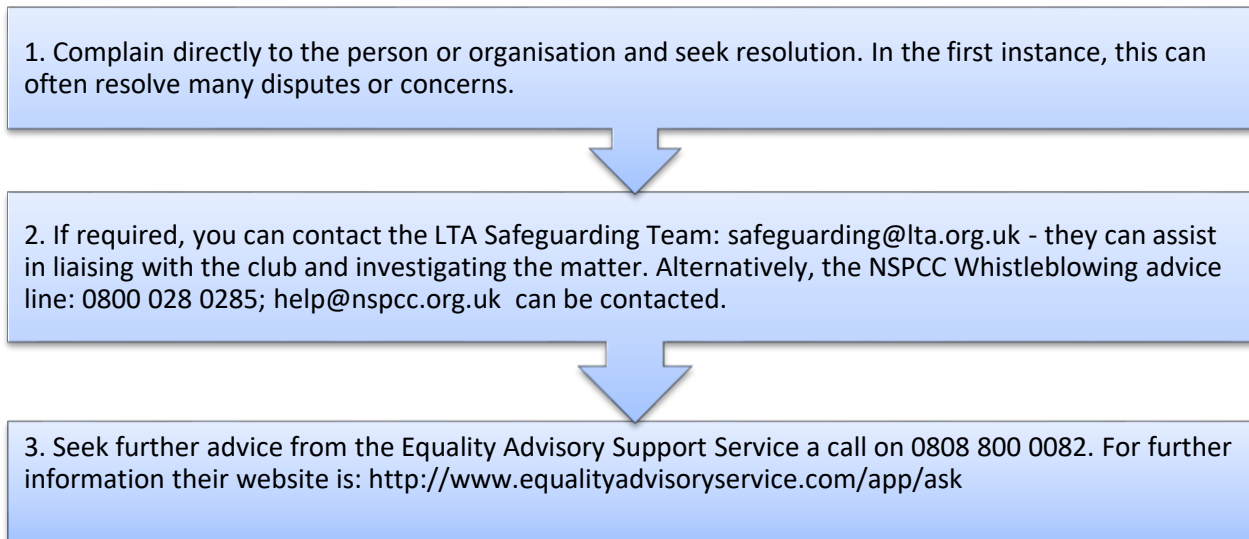 1. Complain directly to the person or organisation and seek resolution. In the first instance, this can
often resolve many disputes or concerns.
2. If required, you can contact the LTA Safeguarding Team: safeguarding@lta.org.uk - they can assist
in liaising with the club and investigating the matter. Alternatively, the NSPCC Whistleblowing advice
line: 0800 028 0285; help@nspcc.org.uk  can be contacted.
3. Seek further advice from the Equality Advisory Support Service a call on 0808 800 0082. For further
information their website is: http://www.equalityadvisoryservice.com/app/ask